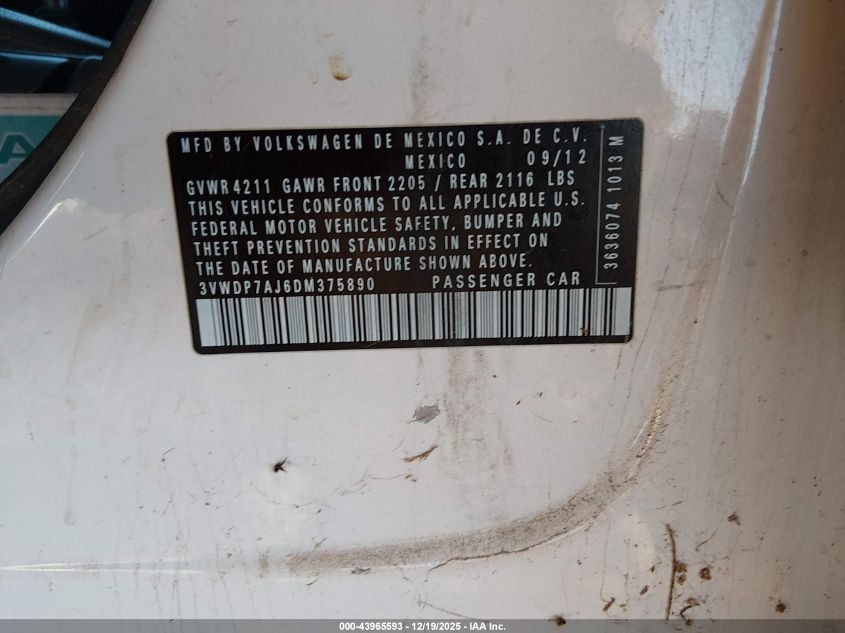 MFD BY VOLKSWAGEN DE MEXICO S.A. DE C.V.
MEXICO 09/12
GVWR 4211 GAWR FRONT 2205 / REAR 2116 LBS
THIS VEHICLE CONFORMS TO ALL APPLICABLE U.S.
FEDERAL MOTOR VEHICLE SAFETY, BUMPER AND
THEFT PREVENTION STANDARDS IN EFFECT ON
THE DATE OF MANUFACTURE SHOWN ABOVE.
3VWDP7AJ6DM375890 PASSENGER CAR
3636074 1013 M
A
000-43965593 - 12/19/2025 - IAA Inc.